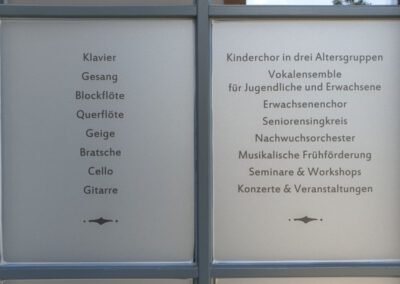 Klavier
Gesang
Blockflöte
Querflöte
Geige
Bratsche
Cello
Gitarre
Kinderchor in drei Altersgruppen
Vokalensemble
für Jugendliche und Erwachsene
Erwachsenenchor
Seniorensingkreis
Nachwuchsorchester
Musikalische Frühförderung
Seminare & Workshops
Konzerte & Veranstaltungen